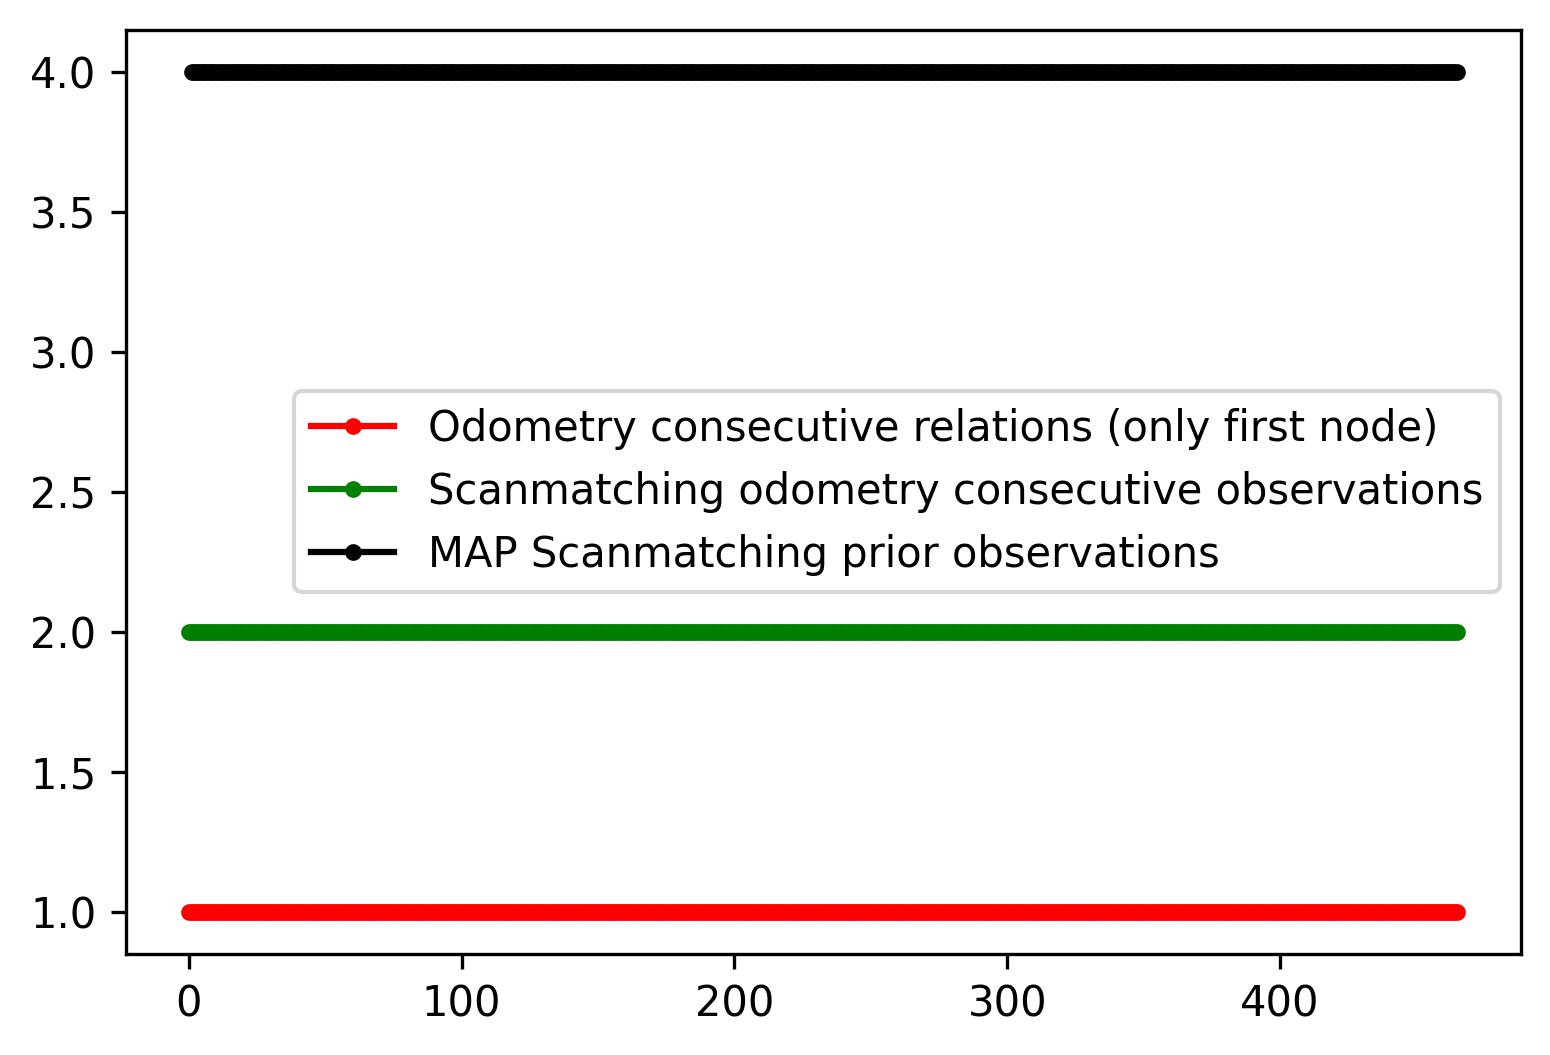 4.0
3.5
3.0
2.5
2.0
1.5
1.0
Odometry consecutive relations (only first node)
Scanmatching odometry consecutive observations
MAP Scanmatching prior observations
0 100 200 300 400